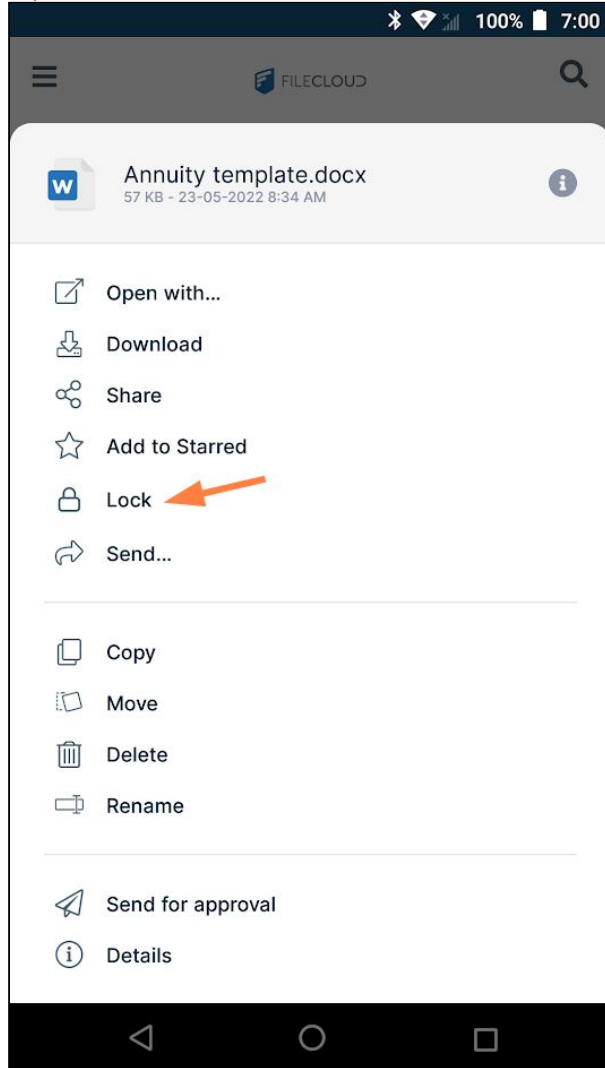 100% 7:00
FILECLOUD
W
Annuity template.docx
57 KB - 23-05-2022 8:34 AM
Open with...
Download
Share
Add to Starred
Lock
Send...
Copy
Move
Delete
Rename
Send for approval
Details